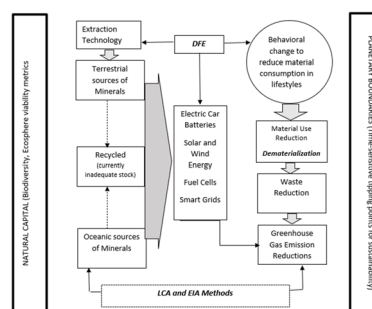 NATURAL CAPITAL (Biodiversity, Ecosphere viability metrics
Extraction
Technology
Terrestrial
sources of
Minerals
Recycled
(currently
inadequate stock)
Oceanic sources
of Minerals
DFE
Electric Car
Batteries
Solar and
Wind
Energy
Fuel Cells
Smart Grids
Behavioral
change to
reduce material
consumption in
lifestyles
Material Use
Reduction
Dematerialization
Waste
Reduction
Greenhouse
Gas Emission
Reductions
LCA and EIA Methods
PLANETARY BOUNDARIES (Time-sensitive tipping points for sustainability)